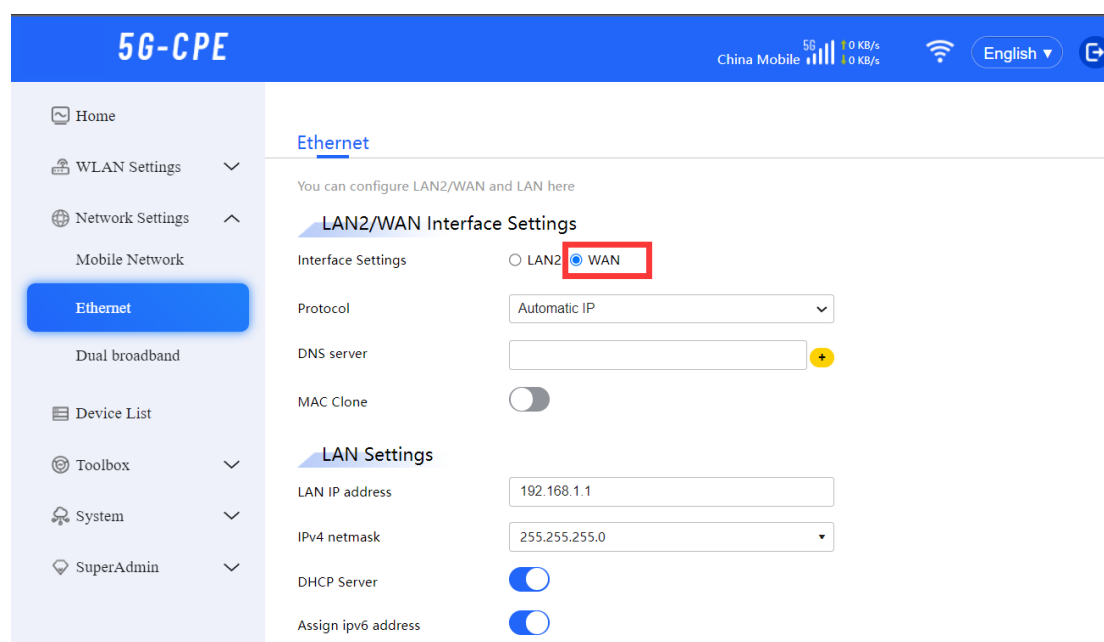 5G-CPE
5G ↑0 KB/s
China Mobile ↓0 KB/s
English ▼
Home
WLAN Settings
Network Settings
Mobile Network
Ethernet
Dual broadband
Device List
Toolbox
System
SuperAdmin
Ethernet
You can configure LAN2/WAN and LAN here
LAN2/WAN Interface Settings
Interface Settings LAN2 WAN
Protocol Automatic IP
DNS server +
MAC Clone
LAN Settings
LAN IP address 192.168.1.1
IPv4 netmask 255.255.255.0
DHCP Server
Assign ipv6 address